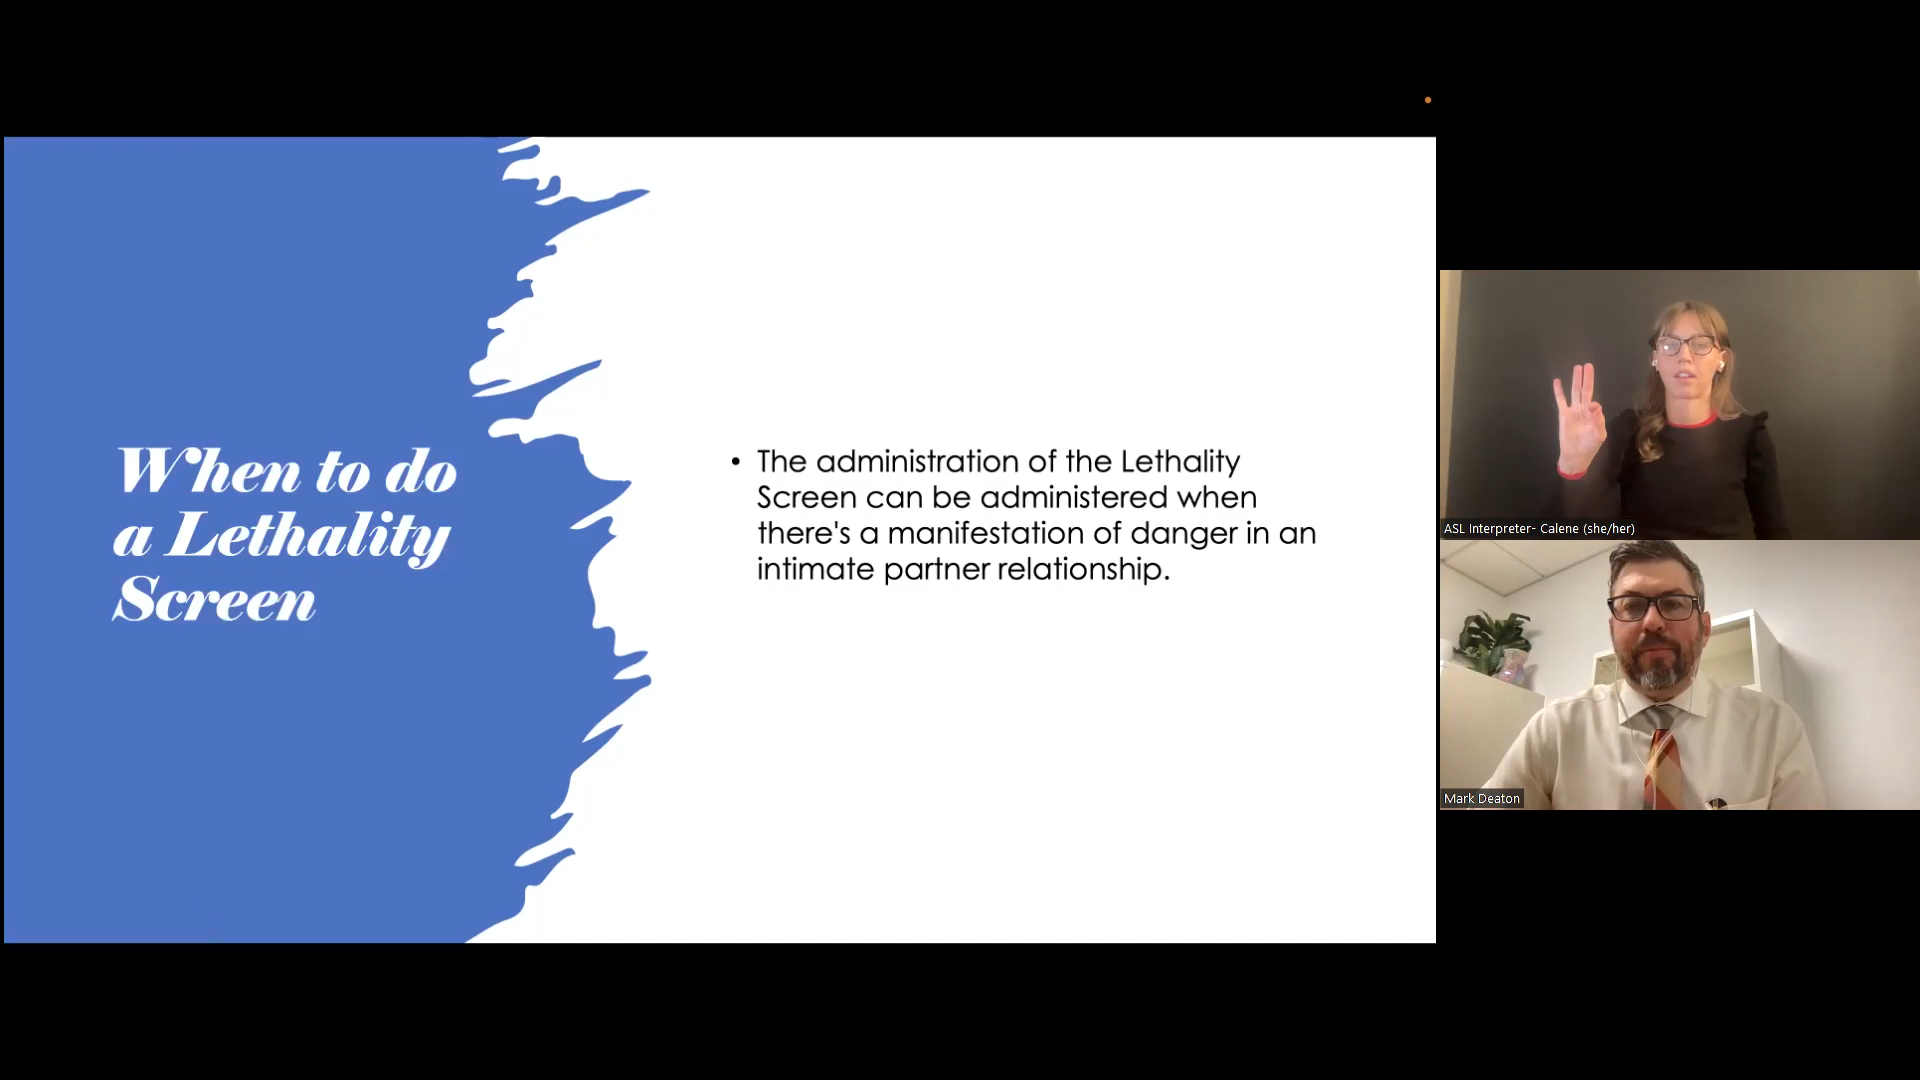 When to do
a Lethality
Screen
• The administration of the Lethality
Screen can be administered when
there's a manifestation of danger in an
intimate partner relationship.
ASL Interpreter- Calene (she/her)
Mark Deaton